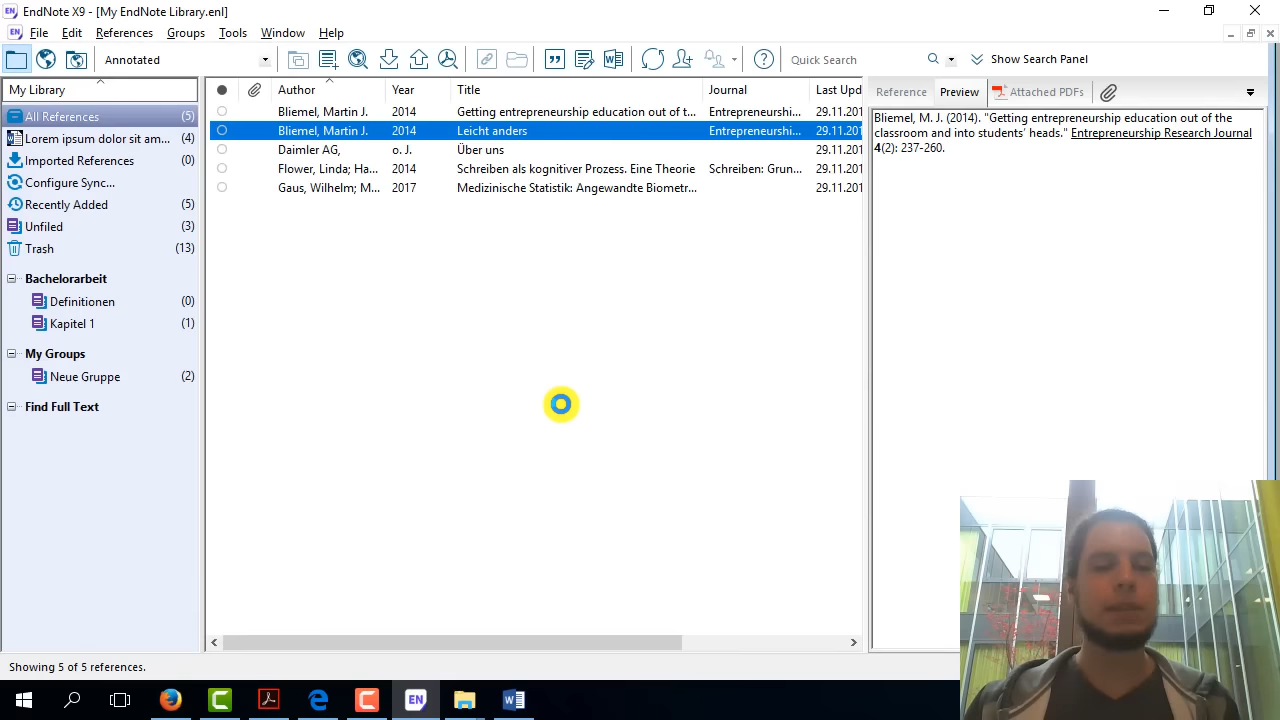 EN EndNote X9 - [My EndNote Library.enl]
EN File Edit References Groups Tools Window Help
Annotated
Quick Search
Show Search Panel
My Library
All References (5)
Lorem ipsum dolor sit am... (4)
Imported References (0)
Configure Sync...
Recently Added (5)
Unfiled (3)
Trash (13)
Bachelorarbeit
Definitionen (0)
Kapitel 1 (1)
My Groups
Neue Gruppe (2)
Find Full Text
Author Year Title Journal Last Upd
Bliemel, Martin J. 2014 Getting entrepreneurship education out of t... Entrepreneurshi... 29.11.201
Bliemel, Martin J. 2014 Leicht anders Entrepreneurshi... 29.11.201
Daimler AG, o. J. Über uns 29.11.201
Flower, Linda; Ha... 2014 Schreiben als kognitiver Prozess. Eine Theorie Schreiben: Grun... 29.11.201
Gaus, Wilhelm; M... 2017 Medizinische Statistik: Angewandte Biometr... 29.11.201
Reference Preview Attached PDFs
Bliemel, M. J. (2014). "Getting entrepreneurship education out of the
classroom and into students' heads." Entrepreneurship Research Journal
4(2): 237-260.
Showing 5 of 5 references.
EN